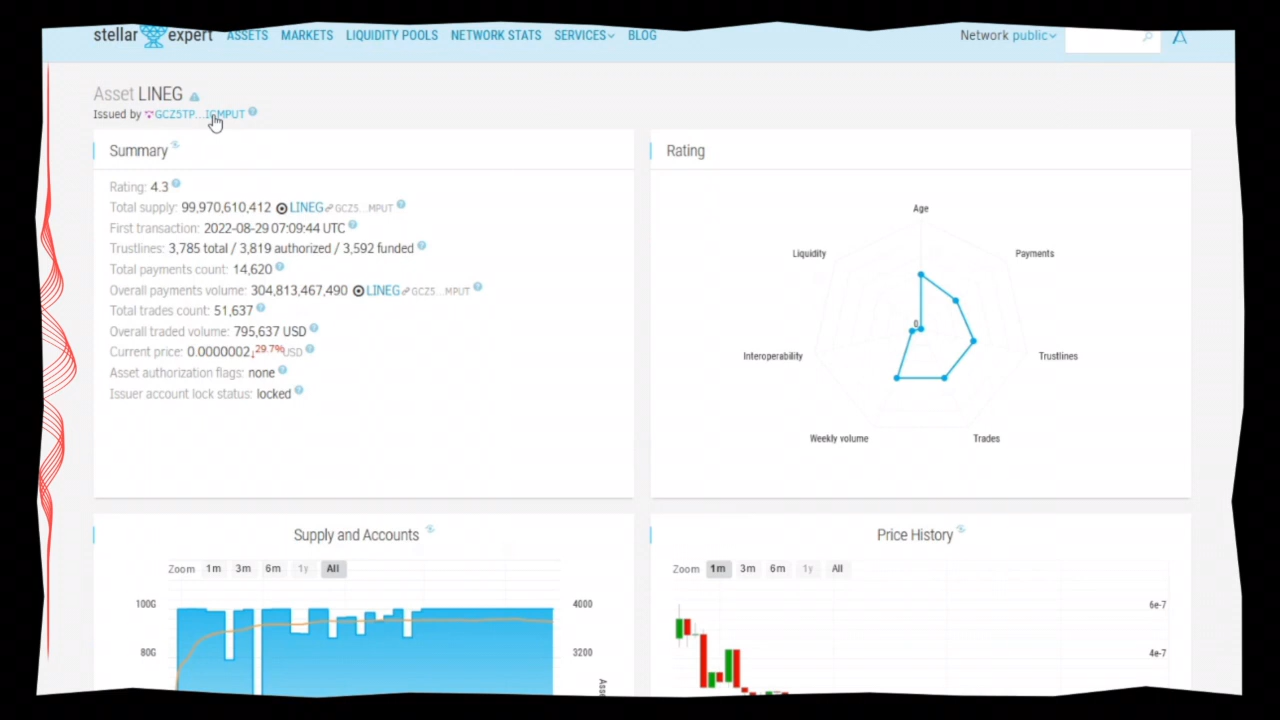 stellar expert ASSETS MARKETS LIQUIDITY POOLS NETWORK STATS SERVICES BLOG Network public
Asset LINEG
Issued by GCZ5TP...IGMPUT
Summary
Rating: 4.3
Total supply: 99,970,610,412 LINEG GCZ5...MPUT
First transaction: 2022-08-29 07:09:44 UTC
Trustlines: 3,785 total / 3,819 authorized / 3,592 funded
Total payments count: 14,620
Overall payments volume: 304,813,467,490 LINEG GCZ5...MPUT
Total trades count: 51,637
Overall traded volume: 795,637 USD
Current price: 0.0000002↓29.7% USD
Asset authorization flags: none
Issuer account lock status: locked
Rating
Age
Liquidity Payments
0
Interoperability Trustlines
Weekly volume Trades
Supply and Accounts
Zoom 1m 3m 6m 1y All
100G 4000
80G 3200
Asse
Price History
Zoom 1m 3m 6m 1y All
6e-7
4e-7